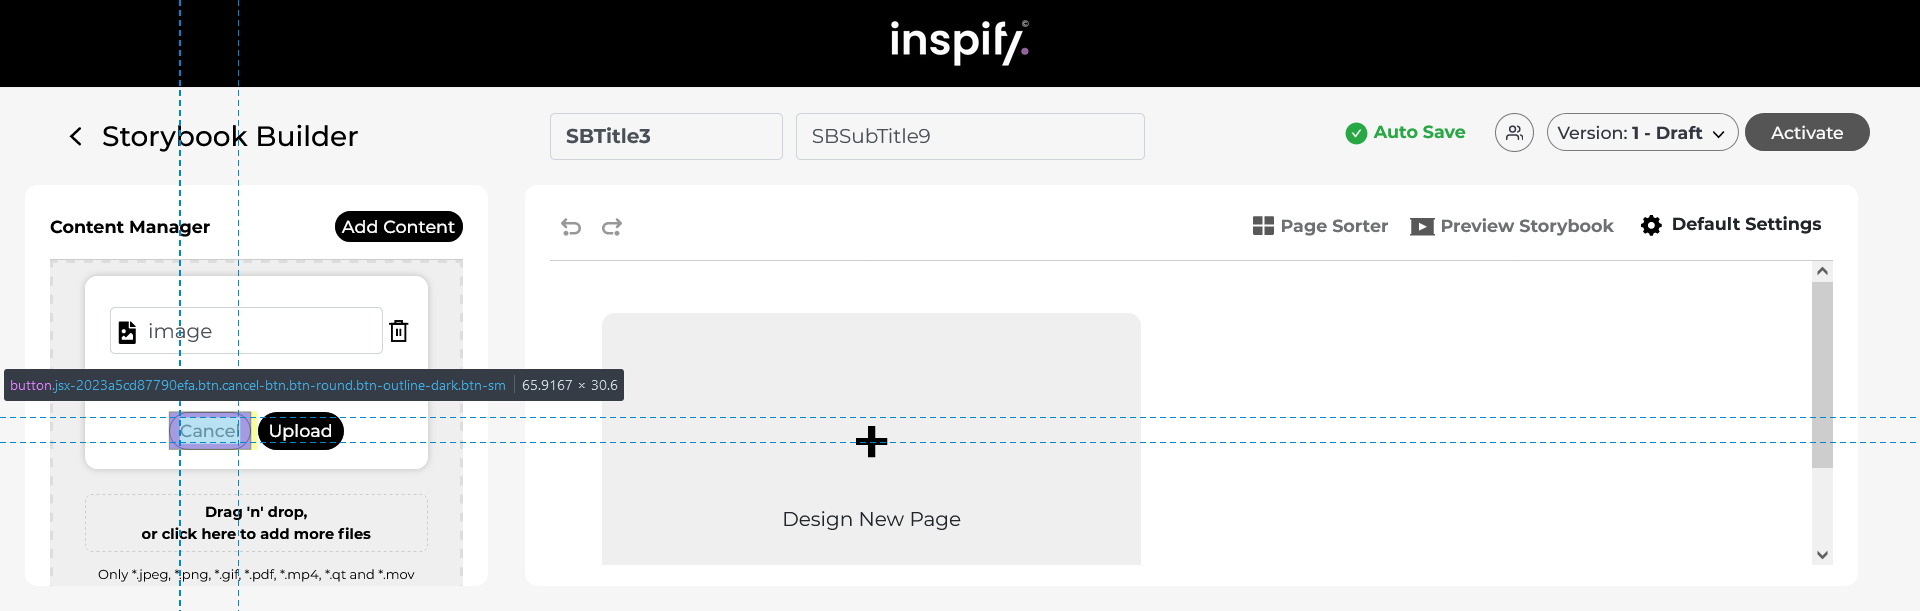 inspify.©
Storybook Builder
SBTitle3
SBSubTitle9
Auto Save
Version: 1 - Draft
Activate
Content Manager
Add Content
Page Sorter
Preview Storybook
Default Settings
image
button.jsx-2023a5cd87790efa.btn.cancel-btn.btn-round.btn-outline-dark.btn-sm 65.9167 × 30.6
Cancel
Upload
Drag 'n' drop,
or click here to add more files
Only *.jpeg, *.png, *.gif, *.pdf, *.mp4, *.qt and *.mov
Design New Page